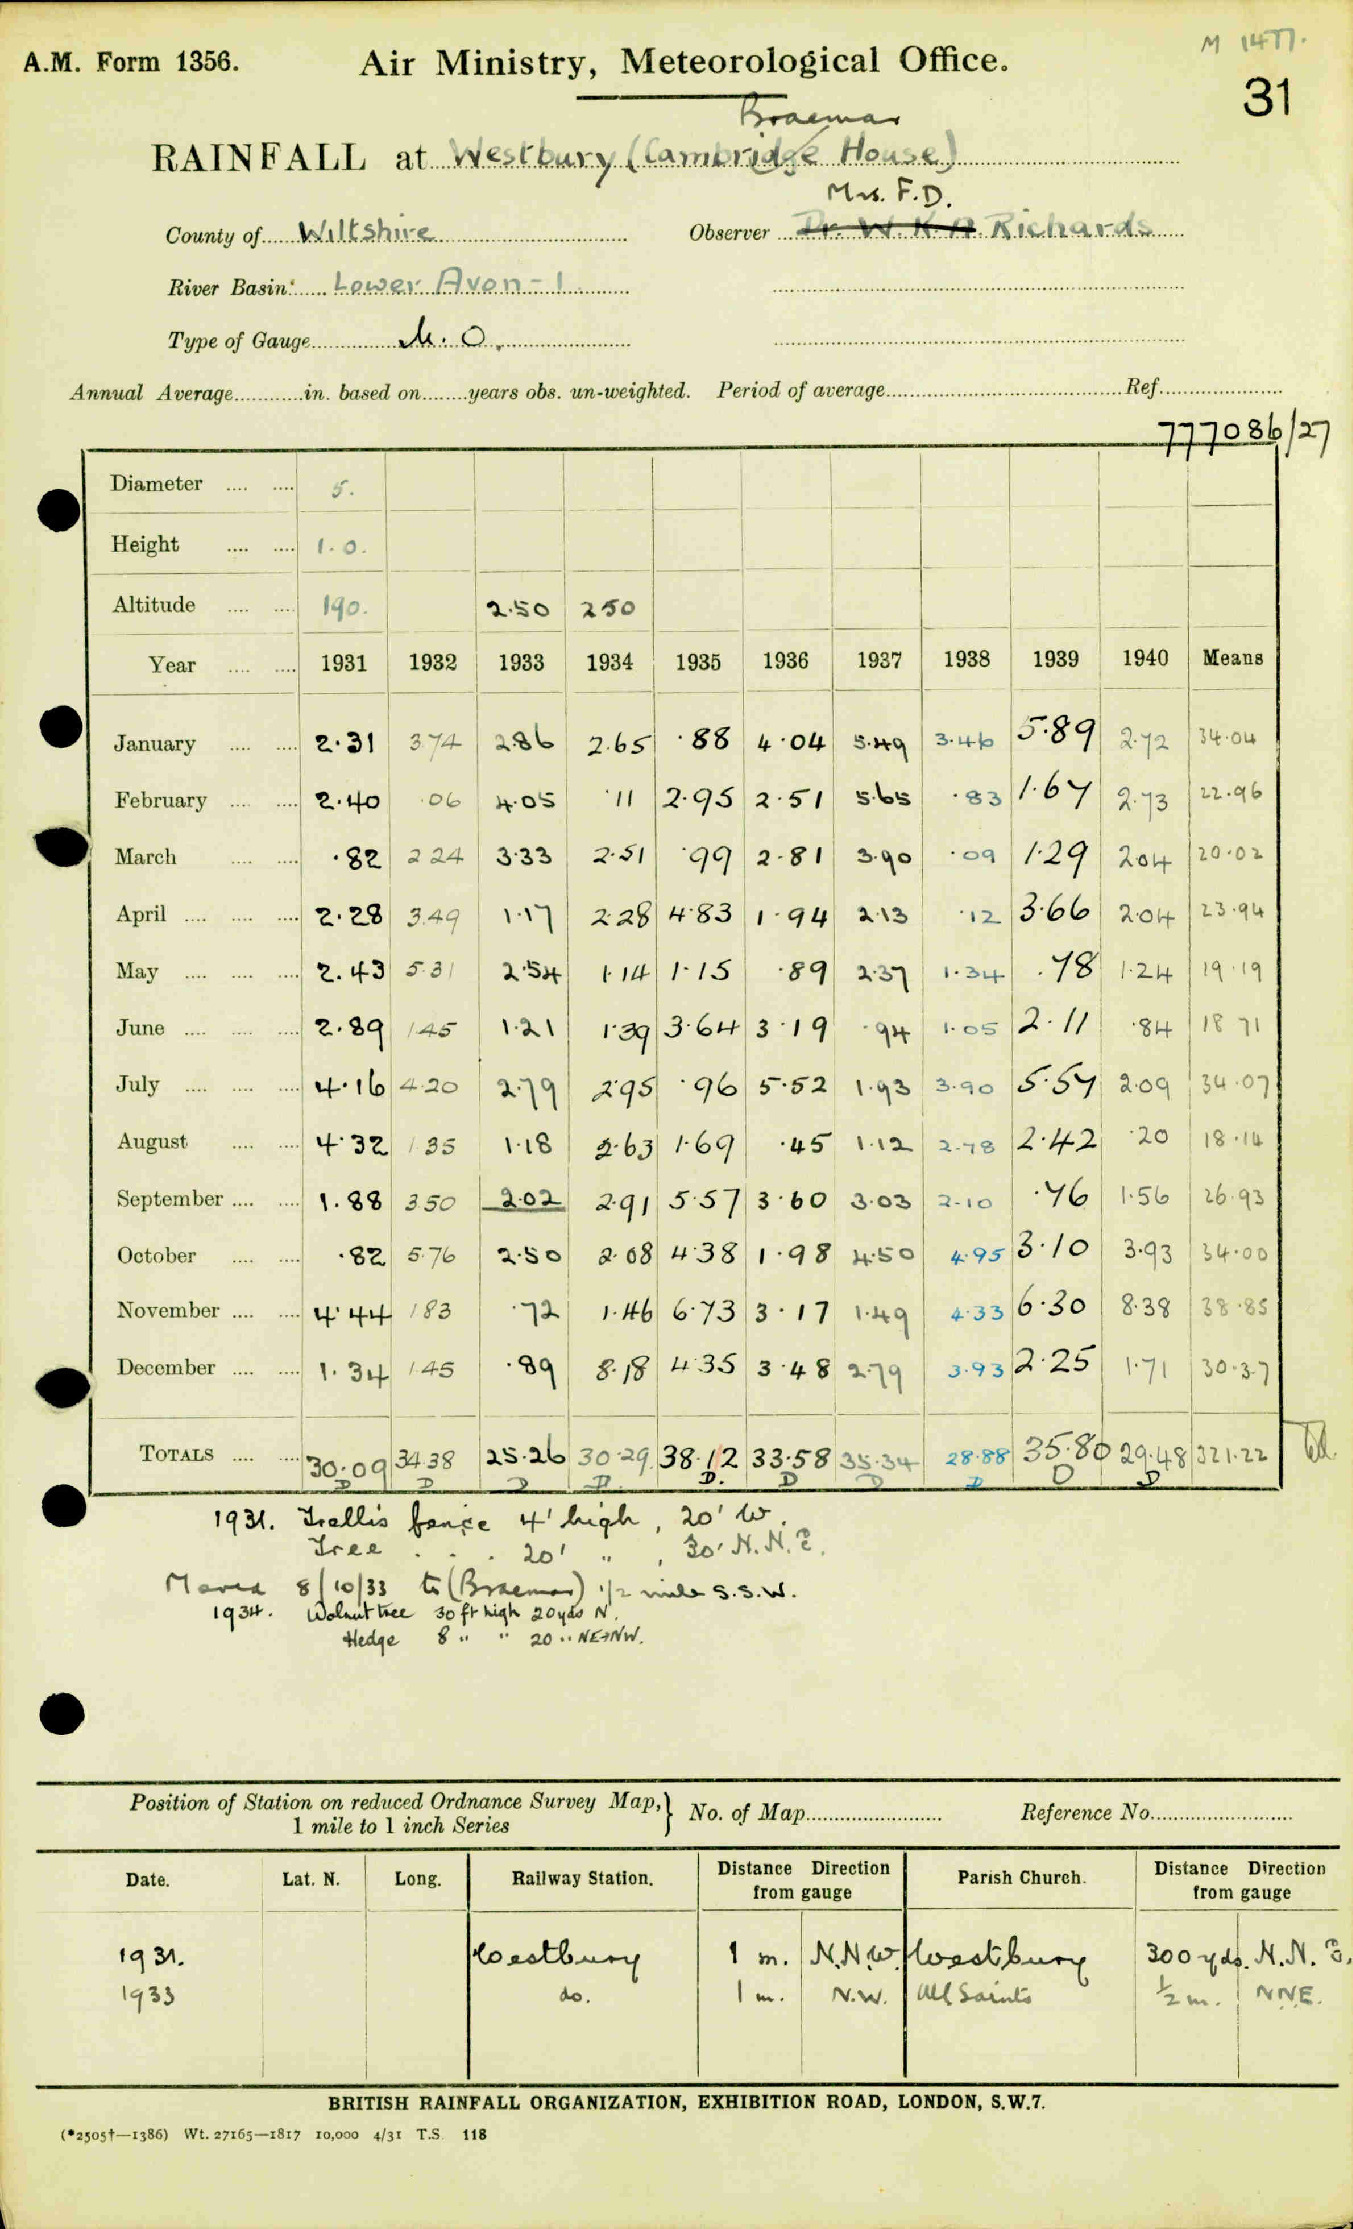 M 1477.
A.M. Form 1356. Air Ministry, Meteorological Office.
31
Braemar
RAINFALL at Westbury (Cambridge House)
Mrs. F.D.
County of Wiltshire Observer Dr. W. K. A. Richards
River Basin Lower Avon - 1
Type of Gauge M. O.
Annual Average in. based on years obs. un-weighted. Period of average Ref.
777086/27
Diameter .... .... 5.
Height .... .... 1.0.
Altitude .... .... 190. 2.50 250
Year .... .... 1931 1932 1933 1934 1935 1936 1937 1938 1939 1940 Means
January .... .... 2.31 3.74 2.86 2.65 .88 4.04 5.49 3.46 5.89 2.72 34.04
February .... .... 2.40 .06 4.05 .11 2.95 2.51 5.65 .83 1.67 2.73 22.96
March .... .... .82 2.24 3.33 2.51 .99 2.81 3.90 .09 1.29 2.04 20.02
April .... .... .... 2.28 3.49 1.17 2.28 4.83 1.94 2.13 .12 3.66 2.04 23.94
May .... .... .... 2.43 5.31 2.54 1.14 1.15 .89 2.37 1.34 .78 1.24 19.19
June .... .... .... 2.89 1.45 1.21 1.39 3.64 3.19 .94 1.05 2.11 .84 18 71
July .... .... .... 4.16 4.20 2.79 2.95 .96 5.52 1.93 3.90 5.57 2.09 34.07
August .... .... 4.32 1.35 1.18 2.63 1.69 .45 1.12 2.78 2.42 .20 18.14
September .... .... 1.88 3.50 2.02 2.91 5.57 3.60 3.03 2.10 .76 1.56 26.93
October .... .... .82 5.76 2.50 2.08 4.38 1.98 4.50 4.95 3.10 3.93 34.00
November .... .... 4.44 1.83 .72 1.46 6.73 3.17 1.49 4.33 6.30 8.38 38.85
December .... .... 1.34 1.45 .89 8.18 4.35 3.48 2.79 3.93 2.25 1.71 30.37
TOTALS .... .... 30.09 34.38 25.26 30.29 38.12 33.58 35.34 28.88 35.80 29.48 321.22
D D D D. D. D D D D D
1931. Trellis fence 4' high, 20' W.
Tree . . . 20' " , 30' N.N.E.
Moved 8/10/33 to (Braemar) 1/2 mile S.S.W.
1934. Walnut tree 30 ft high 20 yds N.
Hedge 8 " " 20 " NE→NW.
Position of Station on reduced Ordnance Survey Map, } No. of Map Reference No.
1 mile to 1 inch Series
Date. Lat. N. Long. Railway Station. Distance Direction from gauge Parish Church. Distance Direction from gauge
1931. Westbury 1 m. N.N.W. Westbury 300 yds. N.N.E.
1933 do. 1 m. N.W. All Saints ½ m. NNE.
BRITISH RAINFALL ORGANIZATION, EXHIBITION ROAD, LONDON, S.W.7.
(*2505†—1386) Wt. 27165—1817 10,000 4/31 T.S. 118